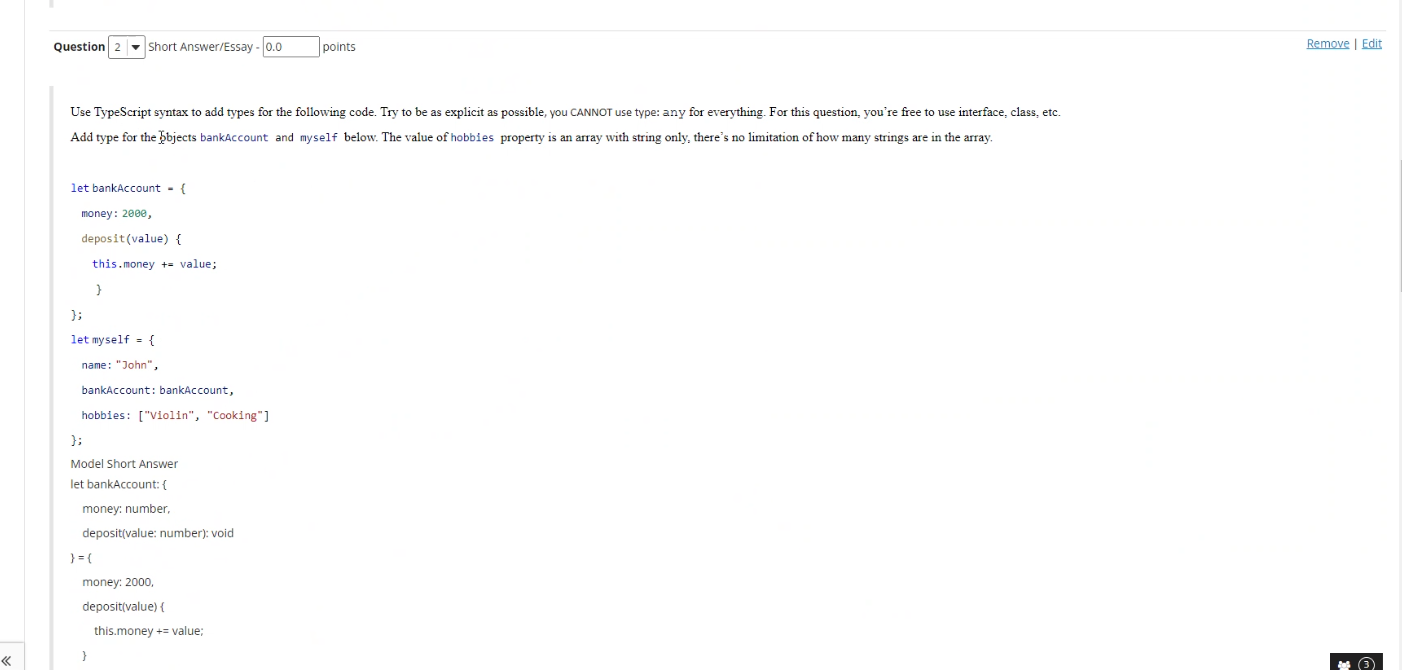 Question 2 Short Answer/Essay - 0.0 points Remove | Edit
Use TypeScript syntax to add types for the following code. Try to be as explicit as possible, you CANNOT use type: any for everything. For this question, you're free to use interface, class, etc.
Add type for the objects bankAccount and myself below. The value of hobbies property is an array with string only, there's no limitation of how many strings are in the array.
let bankAccount = {
money: 2000,
deposit(value) {
this.money += value;
}
};
let myself = {
name: "John",
bankAccount: bankAccount,
hobbies: ["Violin", "Cooking"]
};
Model Short Answer
let bankAccount: {
money: number,
deposit(value: number): void
} = {
money: 2000,
deposit(value) {
this.money += value;
}
3